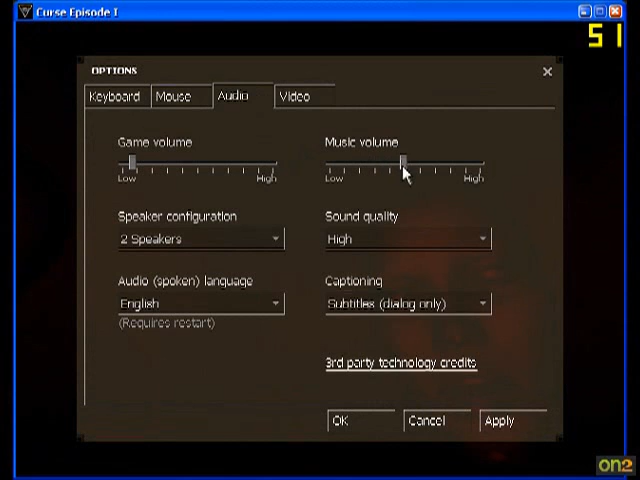 Curse Episode I
51
OPTIONS
Keyboard Mouse Audio Video
Game volume Music volume
Low High Low High
Speaker configuration Sound quality
2 Speakers High
Audio (spoken) language Captioning
English Subtitles (dialog only)
(Requires restart)
3rd party technology credits
OK Cancel Apply
on2